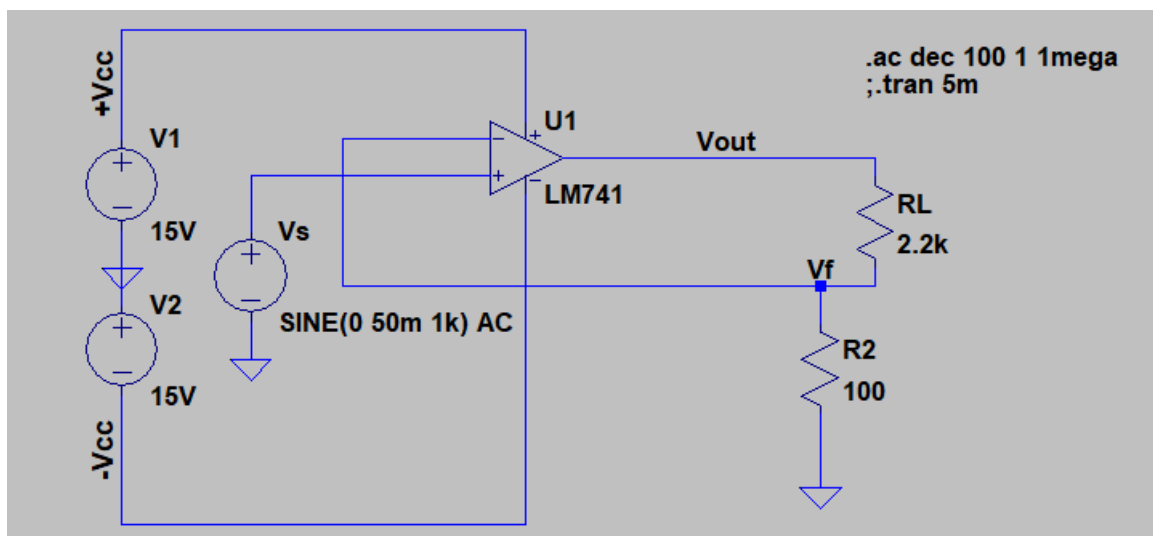 .ac dec 100 1 1mega
;.tran 5m
+Vcc
V1
15V
V2
15V
-Vcc
Vs
SINE(0 50m 1k) AC
U1
LM741
Vout
RL
2.2k
Vf
R2
100